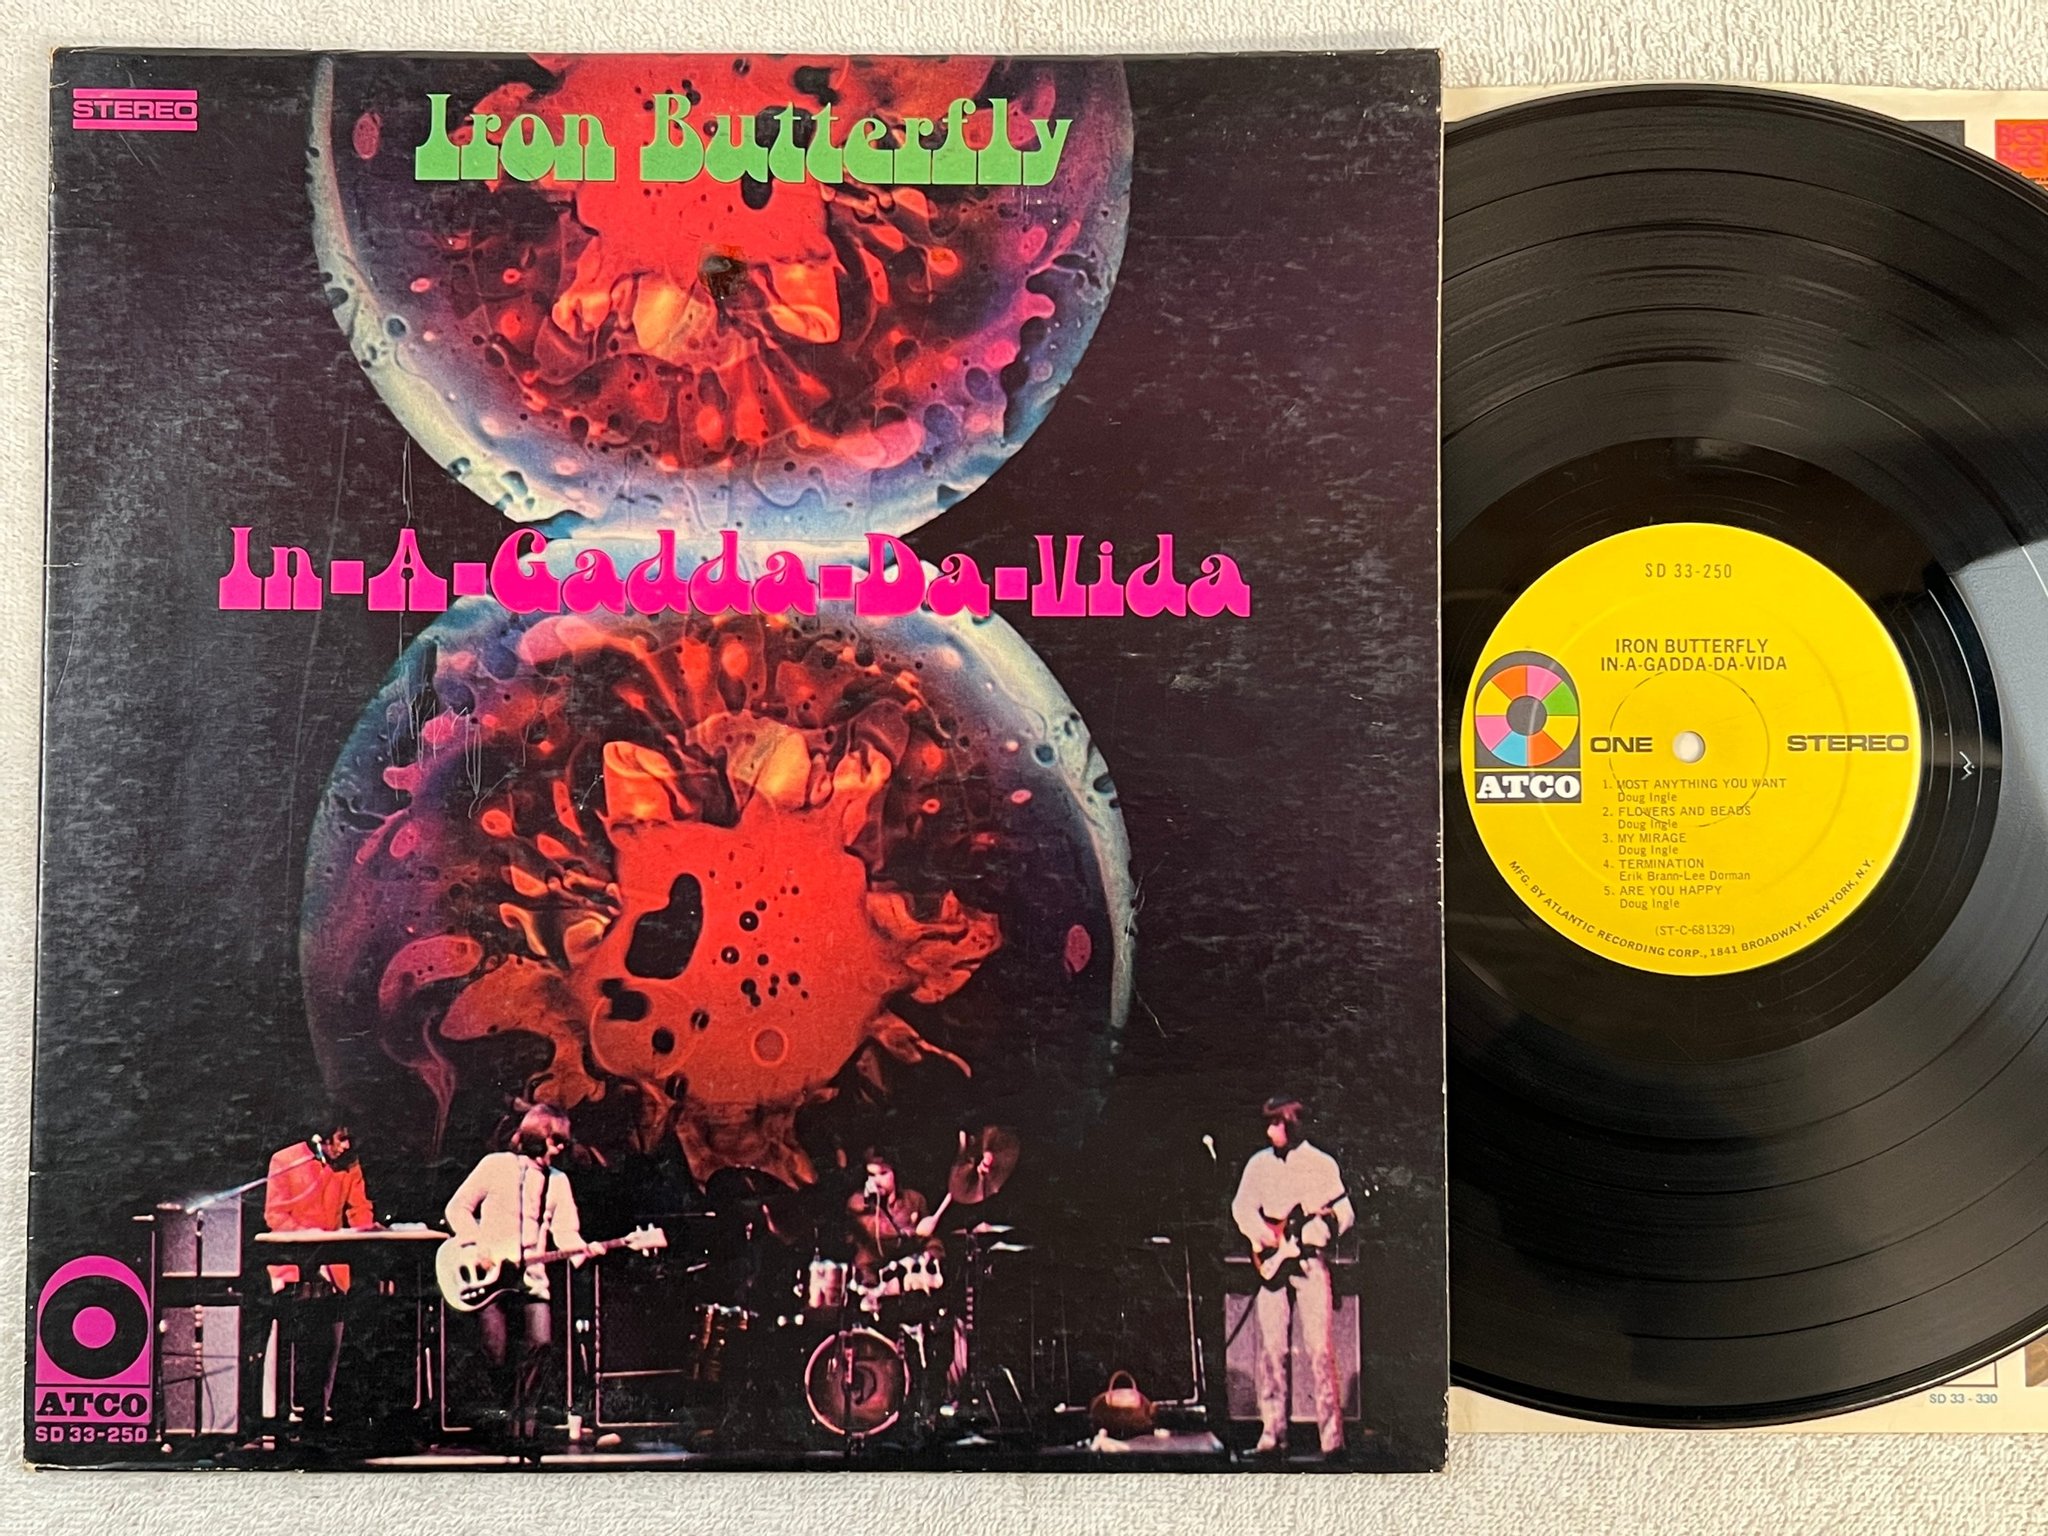 STEREO
Iron Butterfly
In-A-Gadda-Da-Vida
ATCO
SD 33-250
SD 33-250
IRON BUTTERFLY
IN-A-GADDA-DA-VIDA
ATCO
ONE
STEREO
1. MOST ANYTHING YOU WANT
Doug Ingle
2. FLOWERS AND BEADS
Doug Ingle
3. MY MIRAGE
Doug Ingle
4. TERMINATION
Erik Brann-Lee Dorman
5. ARE YOU HAPPY
Doug Ingle
(ST-C-681329)
MFG. BY ATLANTIC RECORDING CORP., 1841 BROADWAY, NEW YORK, N.Y.
SD 33 - 330